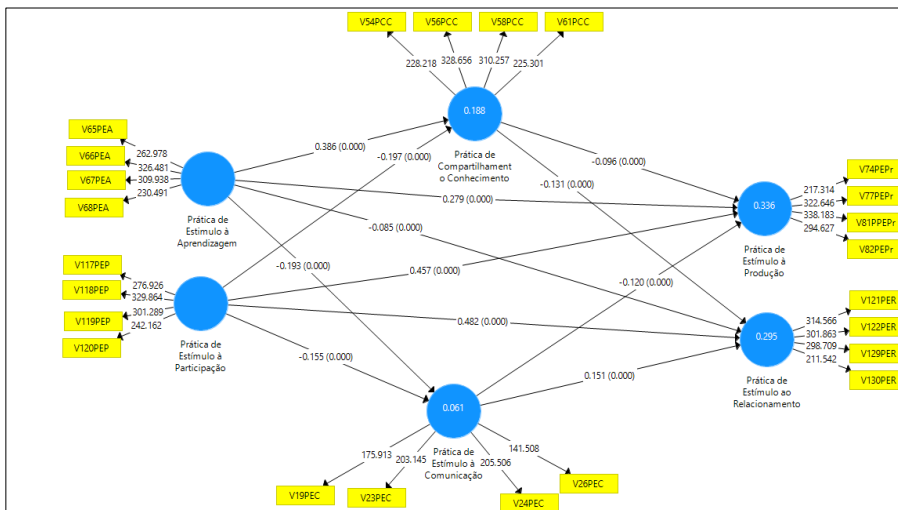 V54PCC
V56PCC
V58PCC
V61PCC
228.218
328.656
310.257
225.301
0.188
Prática de
Compartilhament
o Conhecimento
V65PEA
V66PEA
V67PEA
V68PEA
262.978
326.481
309.938
230.491
Prática de
Estimulo à
Aprendizagem
0.386 (0.000)
-0.197 (0.000)
0.279 (0.000)
-0.085 (0.000)
-0.193 (0.000)
-0.096 (0.000)
-0.131 (0.000)
0.457 (0.000)
0.482 (0.000)
-0.120 (0.000)
-0.155 (0.000)
0.151 (0.000)
V74PEPr
V77PEPr
V81PPEPr
V82PEPr
217.314
322.646
338.183
294.627
0.336
Prática de
Estímulo à
Produção
V117PEP
V118PEP
V119PEP
V120PEP
276.926
329.864
301.289
242.162
Prática de
Estímulo à
Participação
V121PER
V122PER
V129PER
V130PER
314.566
301.863
298.709
211.542
0.295
Prática de
Estímulo ao
Relacionamento
0.061
Prática de
Estímulo à
Comunicação
175.913
203.145
205.506
141.508
V19PEC
V23PEC
V24PEC
V26PEC